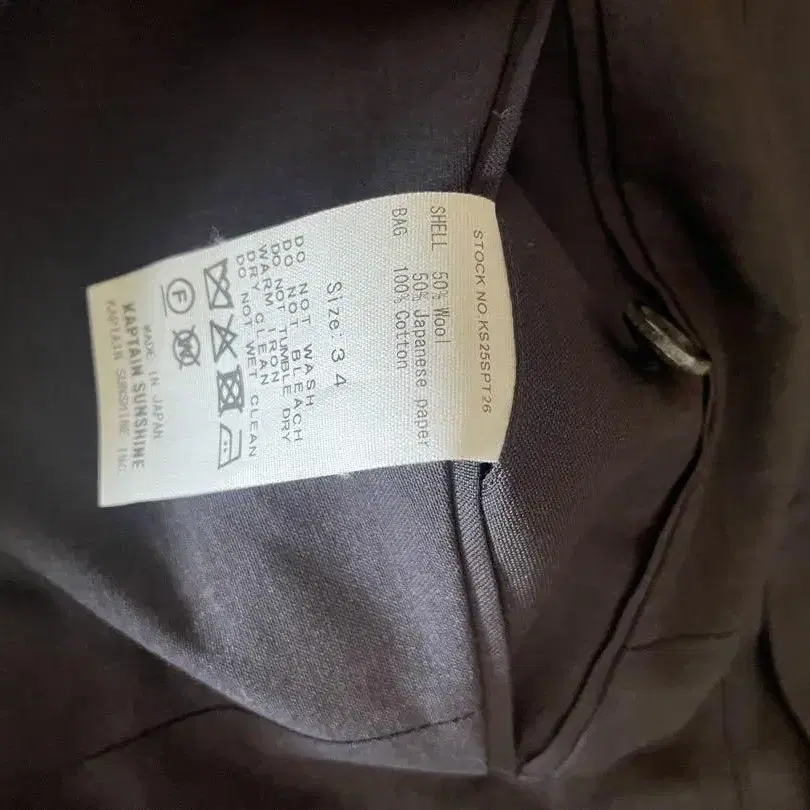 STOCK NO.KS25SPT26
SHELL 50% Wool
50% Japanese paper
BAG 100% Cotton
Size: 34
DO NOT WASH
DO NOT BLEACH
DO NOT TUMBLE DRY
WARM IRON
DRY CLEAN
DO NOT WET CLEAN
F
W
MADE IN JAPAN
KAPTAIN SUNSHINE
KAPTAIN SUNSHINE INC.